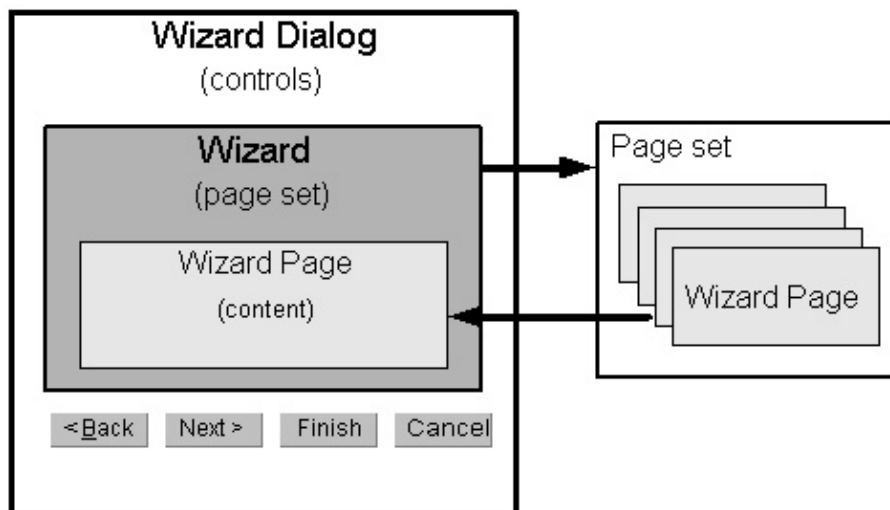 Wizard Dialog
(controls)
Wizard
(page set)
Wizard Page
(content)
< Back
Next >
Finish
Cancel
Page set
Wizard Page